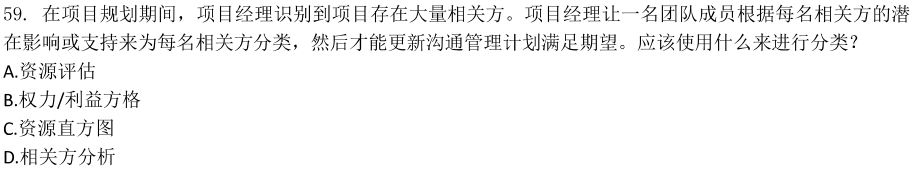 59. 在项目规划期间，项目经理识别到项目存在大量相关方。项目经理让一名团队成员根据每名相关方的潜
在影响或支持来为每名相关方分类，然后才能更新沟通管理计划满足期望。应该使用什么来进行分类？
A.资源评估
B.权力/利益方格
C.资源直方图
D.相关方分析